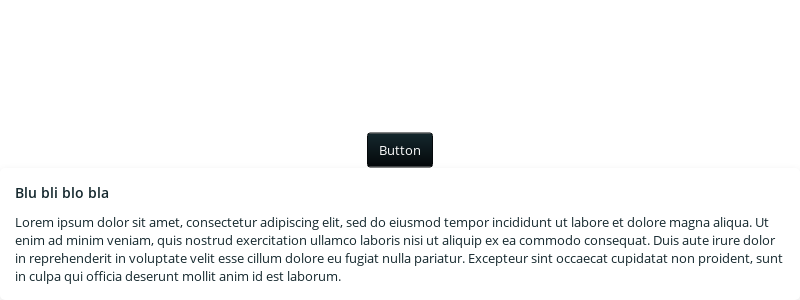 Button
Blu bli blo bla
Lorem ipsum dolor sit amet, consectetur adipiscing elit, sed do eiusmod tempor incididunt ut labore et dolore magna aliqua. Ut
enim ad minim veniam, quis nostrud exercitation ullamco laboris nisi ut aliquip ex ea commodo consequat. Duis aute irure dolor
in reprehenderit in voluptate velit esse cillum dolore eu fugiat nulla pariatur. Excepteur sint occaecat cupidatat non proident, sunt
in culpa qui officia deserunt mollit anim id est laborum.